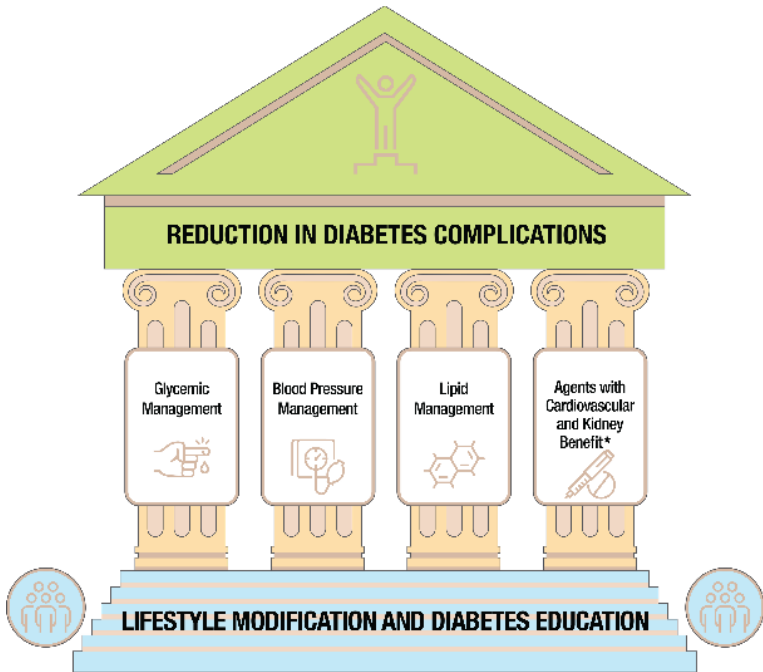 REDUCTION IN DIABETES COMPLICATIONS
Glycemic
Management
Blood Pressure
Management
Lipid
Management
Agents with
Cardiovascular
and Kidney
Benefit*
LIFESTYLE MODIFICATION AND DIABETES EDUCATION